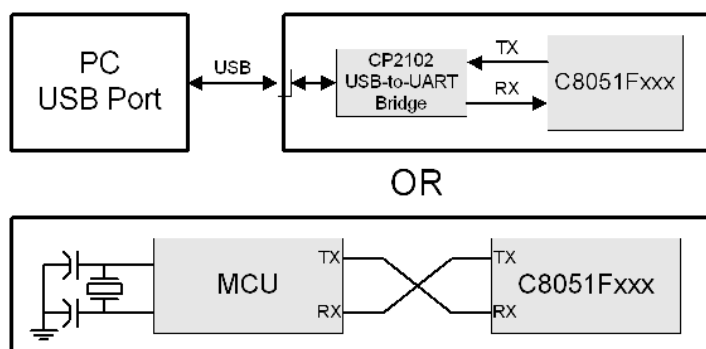 PC
USB Port
USB
CP2102
USB-to-UART
Bridge
TX
RX
C8051Fxxx
OR
MCU
TX
RX
TX
RX
C8051Fxxx